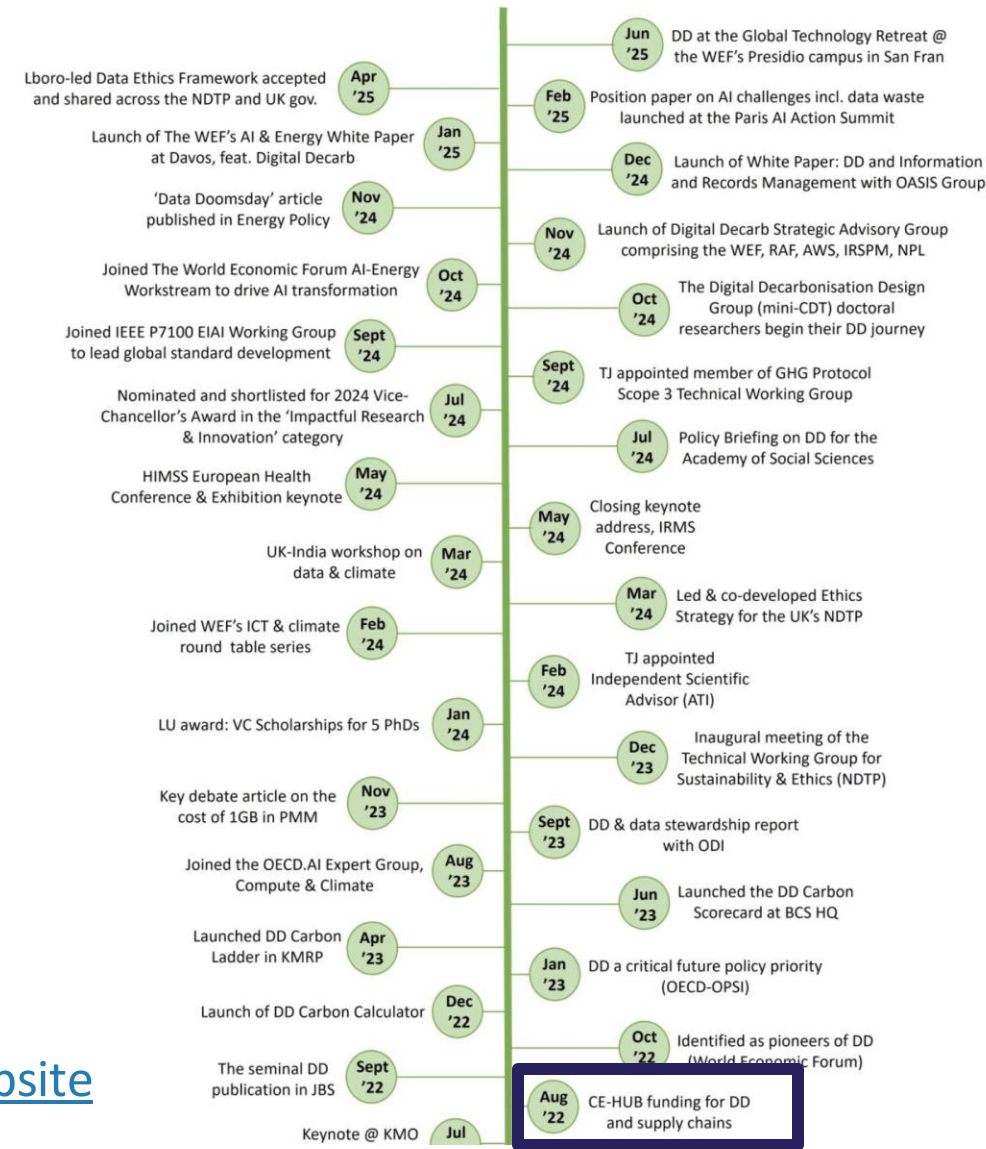 Jun
'25
DD at the Global Technology Retreat @
the WEF's Presidio campus in San Fran
Lboro-led Data Ethics Framework accepted
and shared across the NDTP and UK gov.
Apr
'25
Feb
'25
Position paper on AI challenges incl. data waste
launched at the Paris AI Action Summit
Launch of The WEF's AI & Energy White Paper
at Davos, feat. Digital Decarb
Jan
'25
Dec
'24
Launch of White Paper: DD and Information
and Records Management with OASIS Group
'Data Doomsday' article
published in Energy Policy
Nov
'24
Nov
'24
Launch of Digital Decarb Strategic Advisory Group
comprising the WEF, RAF, AWS, IRSPM, NPL
Joined The World Economic Forum AI-Energy
Workstream to drive AI transformation
Oct
'24
Oct
'24
The Digital Decarbonisation Design
Group (mini-CDT) doctoral
researchers begin their DD journey
Joined IEEE P7100 EIAI Working Group
to lead global standard development
Sept
'24
Sept
'24
TJ appointed member of GHG Protocol
Scope 3 Technical Working Group
Nominated and shortlisted for 2024 Vice-
Chancellor's Award in the 'Impactful Research
& Innovation' category
Jul
'24
Jul
'24
Policy Briefing on DD for the
Academy of Social Sciences
HIMSS European Health
Conference & Exhibition keynote
May
'24
May
'24
Closing keynote
address, IRMS
Conference
UK-India workshop on
data & climate
Mar
'24
Mar
'24
Led & co-developed Ethics
Strategy for the UK's NDTP
Joined WEF's ICT & climate
round table series
Feb
'24
Feb
'24
TJ appointed
Independent Scientific
Advisor (ATI)
LU award: VC Scholarships for 5 PhDs
Jan
'24
Dec
'23
Inaugural meeting of the
Technical Working Group for
Sustainability & Ethics (NDTP)
Key debate article on the
cost of 1GB in PMM
Nov
'23
Sept
'23
DD & data stewardship report
with ODI
Joined the OECD.AI Expert Group,
Compute & Climate
Aug
'23
Jun
'23
Launched the DD Carbon
Scorecard at BCS HQ
Launched DD Carbon
Ladder in KMRP
Apr
'23
Jan
'23
DD a critical future policy priority
(OECD-OPSI)
Launch of DD Carbon Calculator
Dec
'22
Oct
'22
Identified as pioneers of DD
(World Economic Forum)
The seminal DD
publication in JBS
Sept
'22
Aug
'22
CE-HUB funding for DD
and supply chains
Keynote @ KMO
Jul